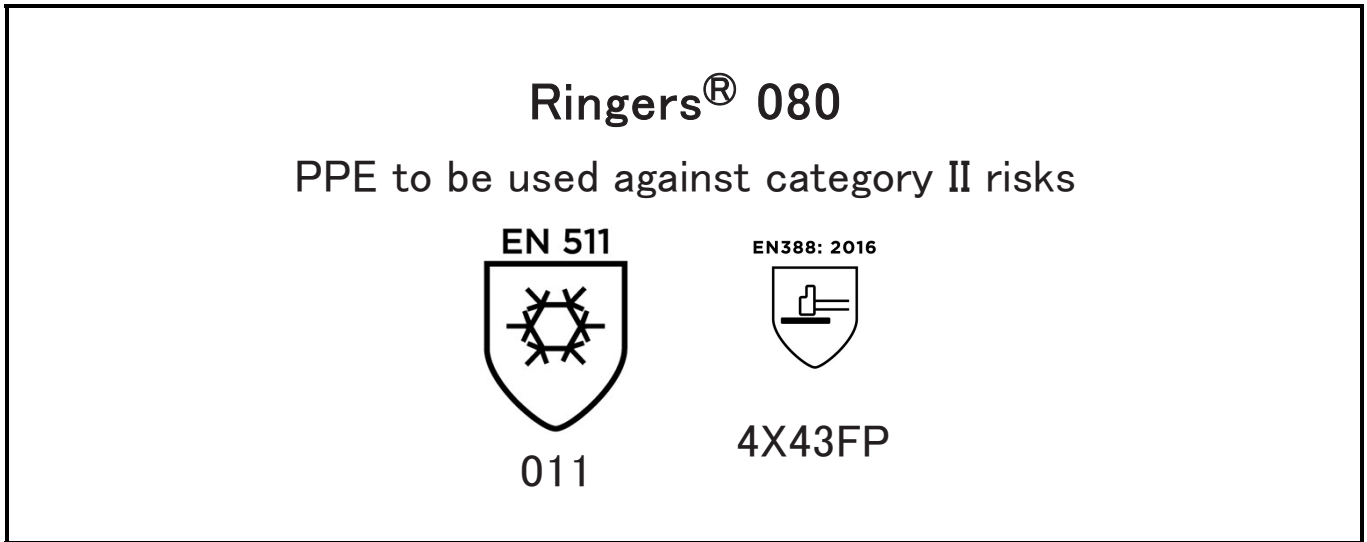 Ringers® 080
PPE to be used against category II risks
EN 511
EN388: 2016
011
4X43FP